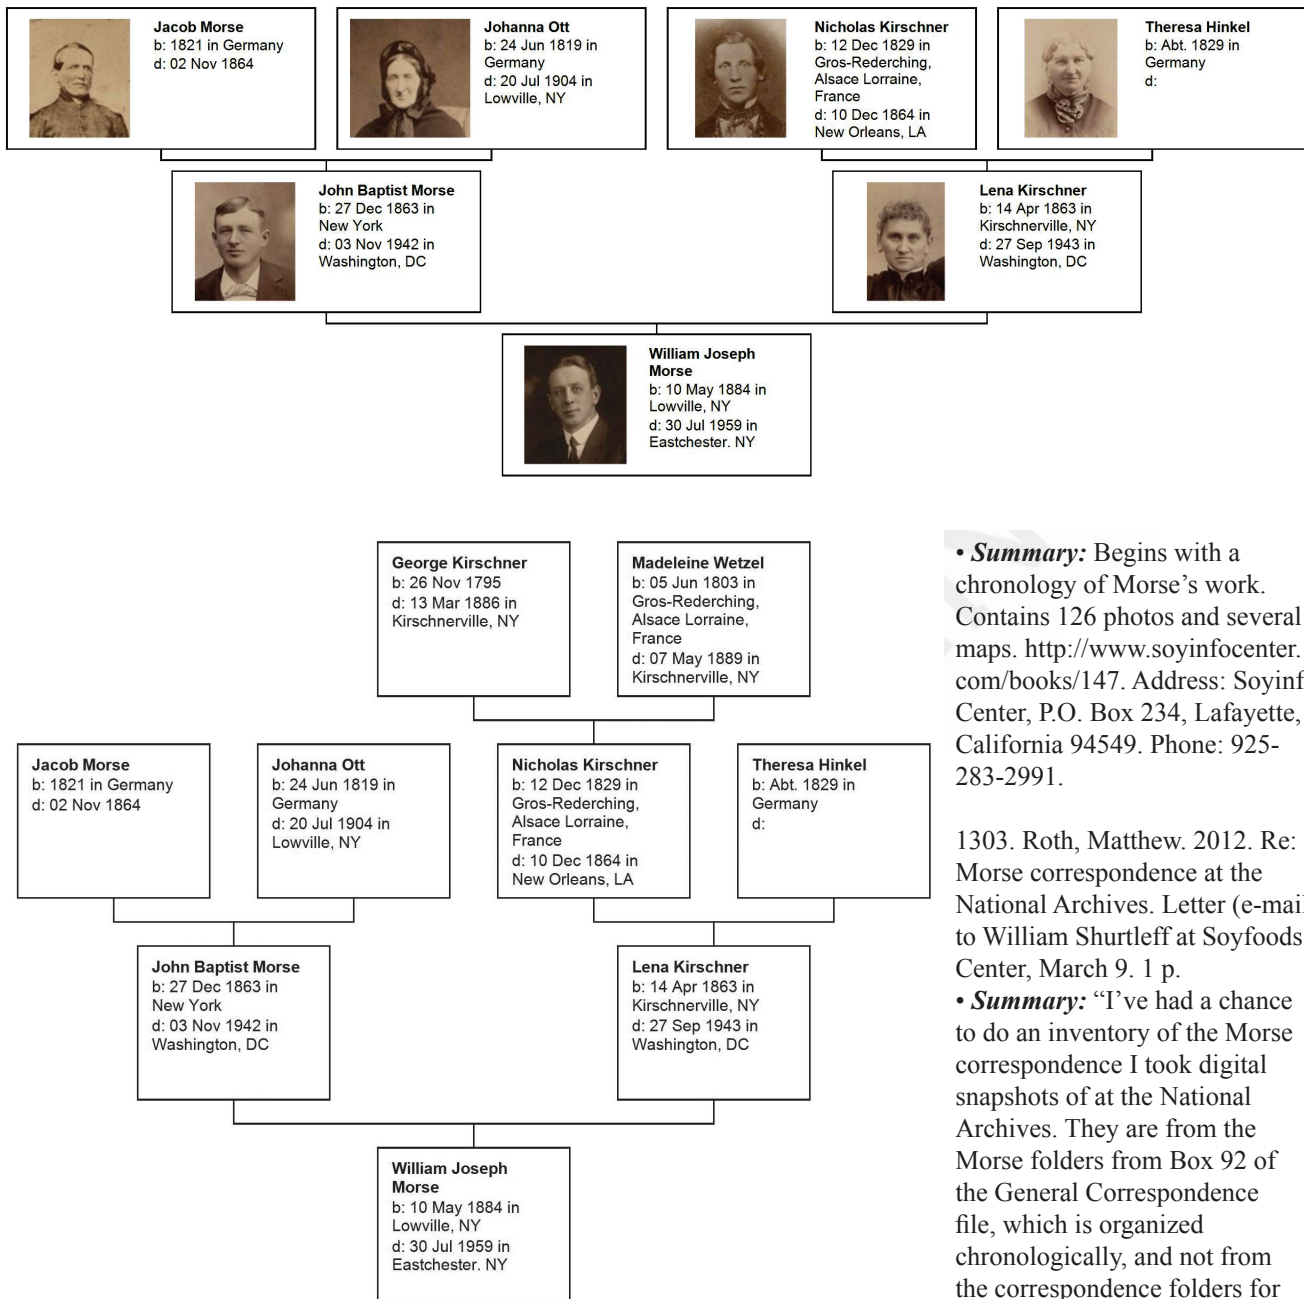 Jacob Morse
b: 1821 in Germany
d: 02 Nov 1864
Johanna Ott
b: 24 Jun 1819 in
Germany
d: 20 Jul 1904 in
Lowville, NY
Nicholas Kirschner
b: 12 Dec 1829 in
Gros-Rederching,
Alsace Lorraine,
France
d: 10 Dec 1864 in
New Orleans, LA
Theresa Hinkel
b: Abt. 1829 in
Germany
d:
John Baptist Morse
b: 27 Dec 1863 in
New York
d: 03 Nov 1942 in
Washington, DC
Lena Kirschner
b: 14 Apr 1863 in
Kirschnerville, NY
d: 27 Sep 1943 in
Washington, DC
William Joseph
Morse
b: 10 May 1884 in
Lowville, NY
d: 30 Jul 1959 in
Eastchester. NY
George Kirschner
b: 26 Nov 1795
d: 13 Mar 1886 in
Kirschnerville, NY
Madeleine Wetzel
b: 05 Jun 1803 in
Gros-Rederching,
Alsace Lorraine,
France
d: 07 May 1889 in
Kirschnerville, NY
Jacob Morse
b: 1821 in Germany
d: 02 Nov 1864
Johanna Ott
b: 24 Jun 1819 in
Germany
d: 20 Jul 1904 in
Lowville, NY
Nicholas Kirschner
b: 12 Dec 1829 in
Gros-Rederching,
Alsace Lorraine,
France
d: 10 Dec 1864 in
New Orleans, LA
Theresa Hinkel
b: Abt. 1829 in
Germany
d:
John Baptist Morse
b: 27 Dec 1863 in
New York
d: 03 Nov 1942 in
Washington, DC
Lena Kirschner
b: 14 Apr 1863 in
Kirschnerville, NY
d: 27 Sep 1943 in
Washington, DC
William Joseph
Morse
b: 10 May 1884 in
Lowville, NY
d: 30 Jul 1959 in
Eastchester. NY
• Summary: Begins with a
chronology of Morse’s work.
Contains 126 photos and several
maps. http://www.soyinfocenter.
com/books/147. Address: Soyinf
Center, P.O. Box 234, Lafayette,
California 94549. Phone: 925-
283-2991.
1303. Roth, Matthew. 2012. Re:
Morse correspondence at the
National Archives. Letter (e-mail
to William Shurtleff at Soyfoods
Center, March 9. 1 p.
• Summary: “I’ve had a chance
to do an inventory of the Morse
correspondence I took digital
snapshots of at the National
Archives. They are from the
Morse folders from Box 92 of
the General Correspondence
file, which is organized
chronologically, and not from
the correspondence folders for